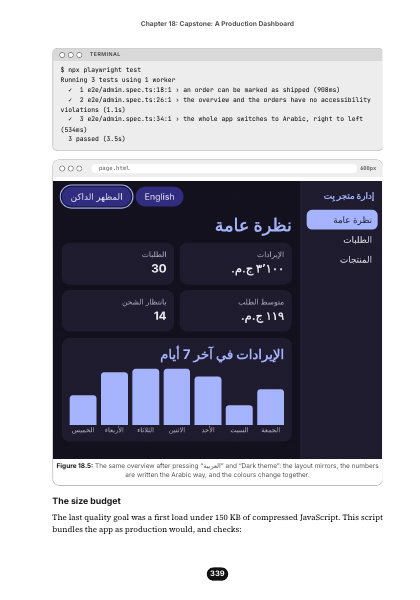 Chapter 18: Capstone: A Production Dashboard
TERMINAL
$ npx playwright test
Running 3 tests using 1 worker
✓ 1 e2e/admin.spec.ts:18:1 › an order can be marked as shipped (908ms)
✓ 2 e2e/admin.spec.ts:26:1 › the overview and the orders have no accessibility
violations (1.1s)
✓ 3 e2e/admin.spec.ts:34:1 › the whole app switches to Arabic, right to left
(534ms)
3 passed (3.5s)
page.html
600px
إدارة متجر بِت
نظرة عامة
الطلبات
المنتجات
English
المظهر الداكن
نظرة عامة
الإيرادات
٣٬١٠٠ ج.م.
الطلبات
30
متوسط الطلب
١١٩ ج.م.
بانتظار الشحن
14
الإيرادات في آخر 7 أيام
الجمعة السبت الأحد الاثنين الثلاثاء الأربعاء الخميس
Figure 18.5: The same overview after pressing "العربية" and "Dark theme": the layout mirrors, the numbers
are written the Arabic way, and the colours change together.
The size budget
The last quality goal was a first load under 150 KB of compressed JavaScript. This script
bundles the app as production would, and checks:
339